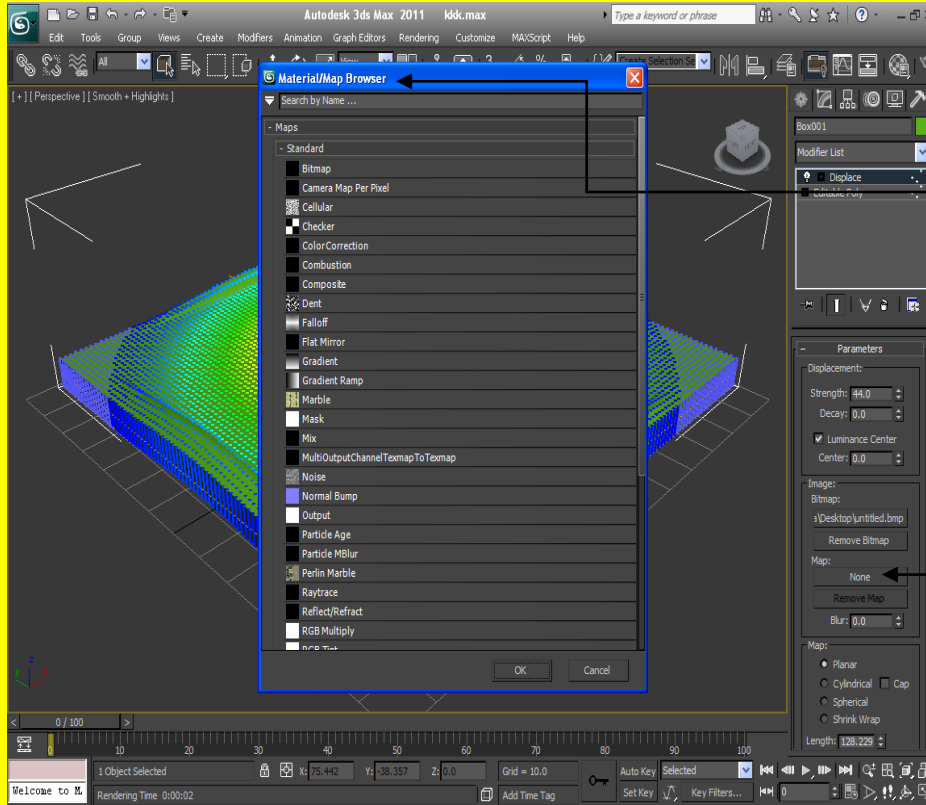 Autodesk 3ds Max 2011 kkk.max
Type a keyword or phrase
Edit Tools Group Views Create Modifiers Animation Graph Editors Rendering Customize MAXScript Help
All
View
3
Create Selection Se
Material/Map Browser
[ + ] [ Perspective ] [ Smooth + Highlights ]
Search by Name ...
- Maps
- Standard
Bitmap
Camera Map Per Pixel
Cellular
Checker
ColorCorrection
Combustion
Composite
Dent
Falloff
Flat Mirror
Gradient
Gradient Ramp
Marble
Mask
Mix
MultiOutputChannelTexmapToTexmap
Noise
Normal Bump
Output
Particle Age
Particle MBlur
Perlin Marble
Raytrace
Reflect/Refract
RGB Multiply
RGB Tint
OK Cancel
Box001
Modifier List
Displace
Editable Poly
- Parameters
Displacement:
Strength: 44.0
Decay: 0.0
Luminance Center
Center: 0.0
Image:
Bitmap:
a\Desktop\untitled.bmp
Remove Bitmap
Map:
None
Remove Map
Blur: 0.0
Map:
Planar
Cylindrical Cap
Spherical
Shrink Wrap
Length: 128.229
z
y x
< 0 / 100 >
0 10 20 30 40 50 60 70 80 90 100
1 Object Selected X: 75.442 Y: -38.357 Z: 0.0 Grid = 10.0 Auto Key Selected
Welcome to M. Rendering Time 0:00:02 Add Time Tag Set Key Key Filters... 0